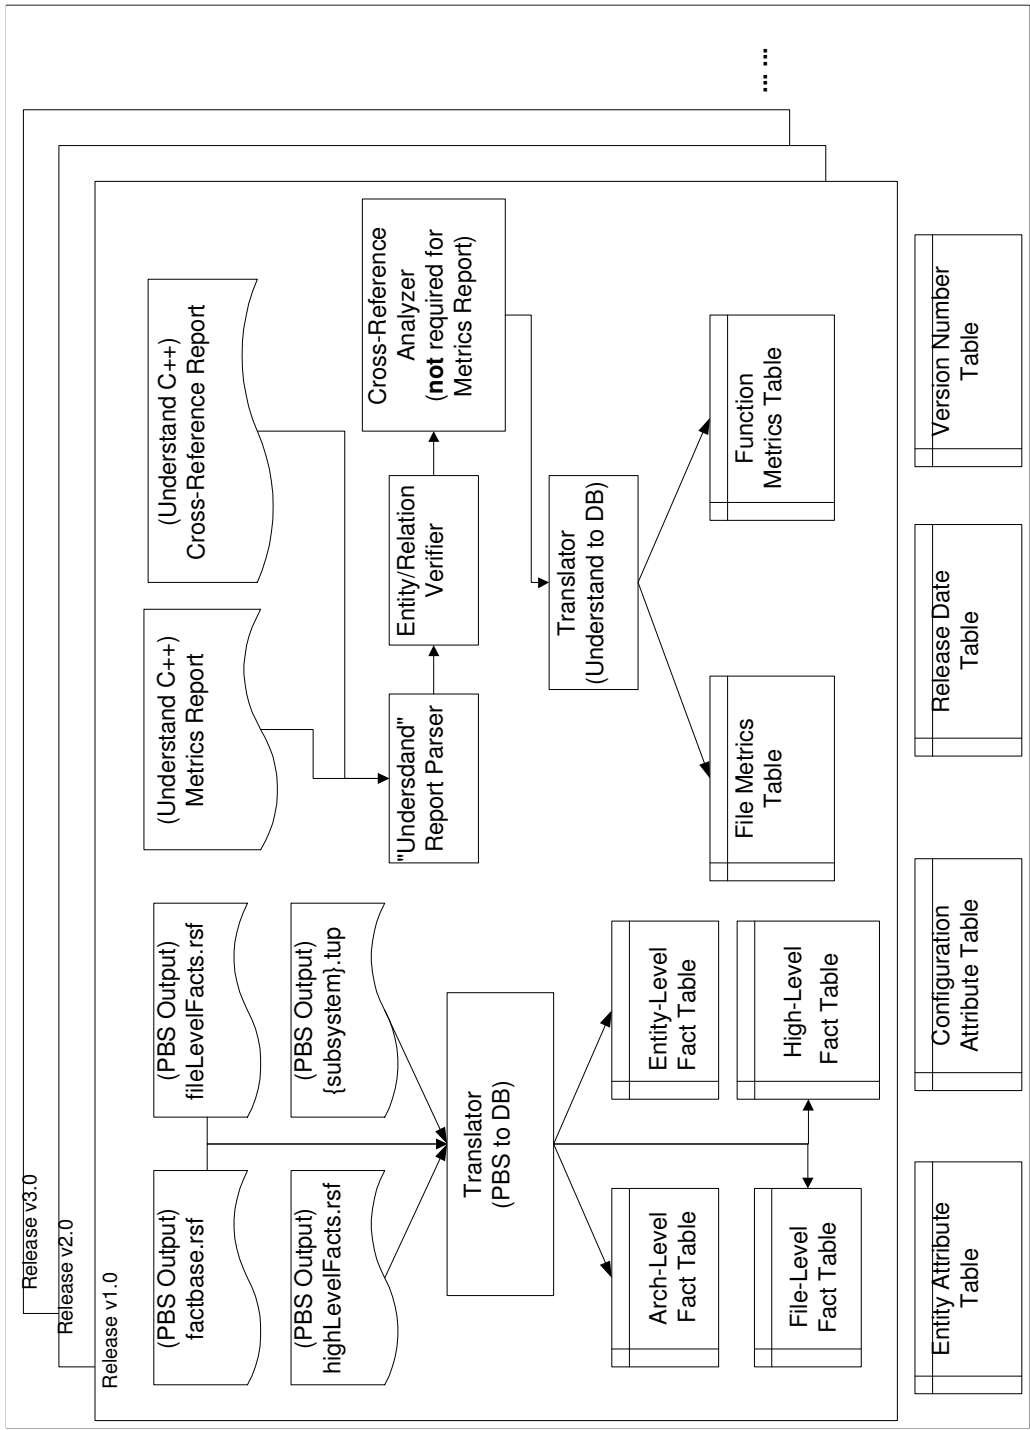 Release v3.0
Release v2.0
Release v1.0
... ...
(PBS Output)
factbase.rsf
(PBS Output)
fileLevelFacts.rsf
(Understand C++)
Metrics Report
(Understand C++)
Cross-Reference Report
(PBS Output)
highLevelFacts.rsf
(PBS Output)
{subsystem}.tup
"Undersdand"
Report Parser
Entity/Relation
Verifier
Cross-Reference
Analyzer
(not required for
Metrics Report)
Translator
(PBS to DB)
Translator
(Understand to DB)
Arch-Level
Fact Table
Entity-Level
Fact Table
File Metrics
Table
Function
Metrics Table
File-Level
Fact Table
High-Level
Fact Table
Entity Attribute
Table
Configuration
Attribute Table
Release Date
Table
Version Number
Table